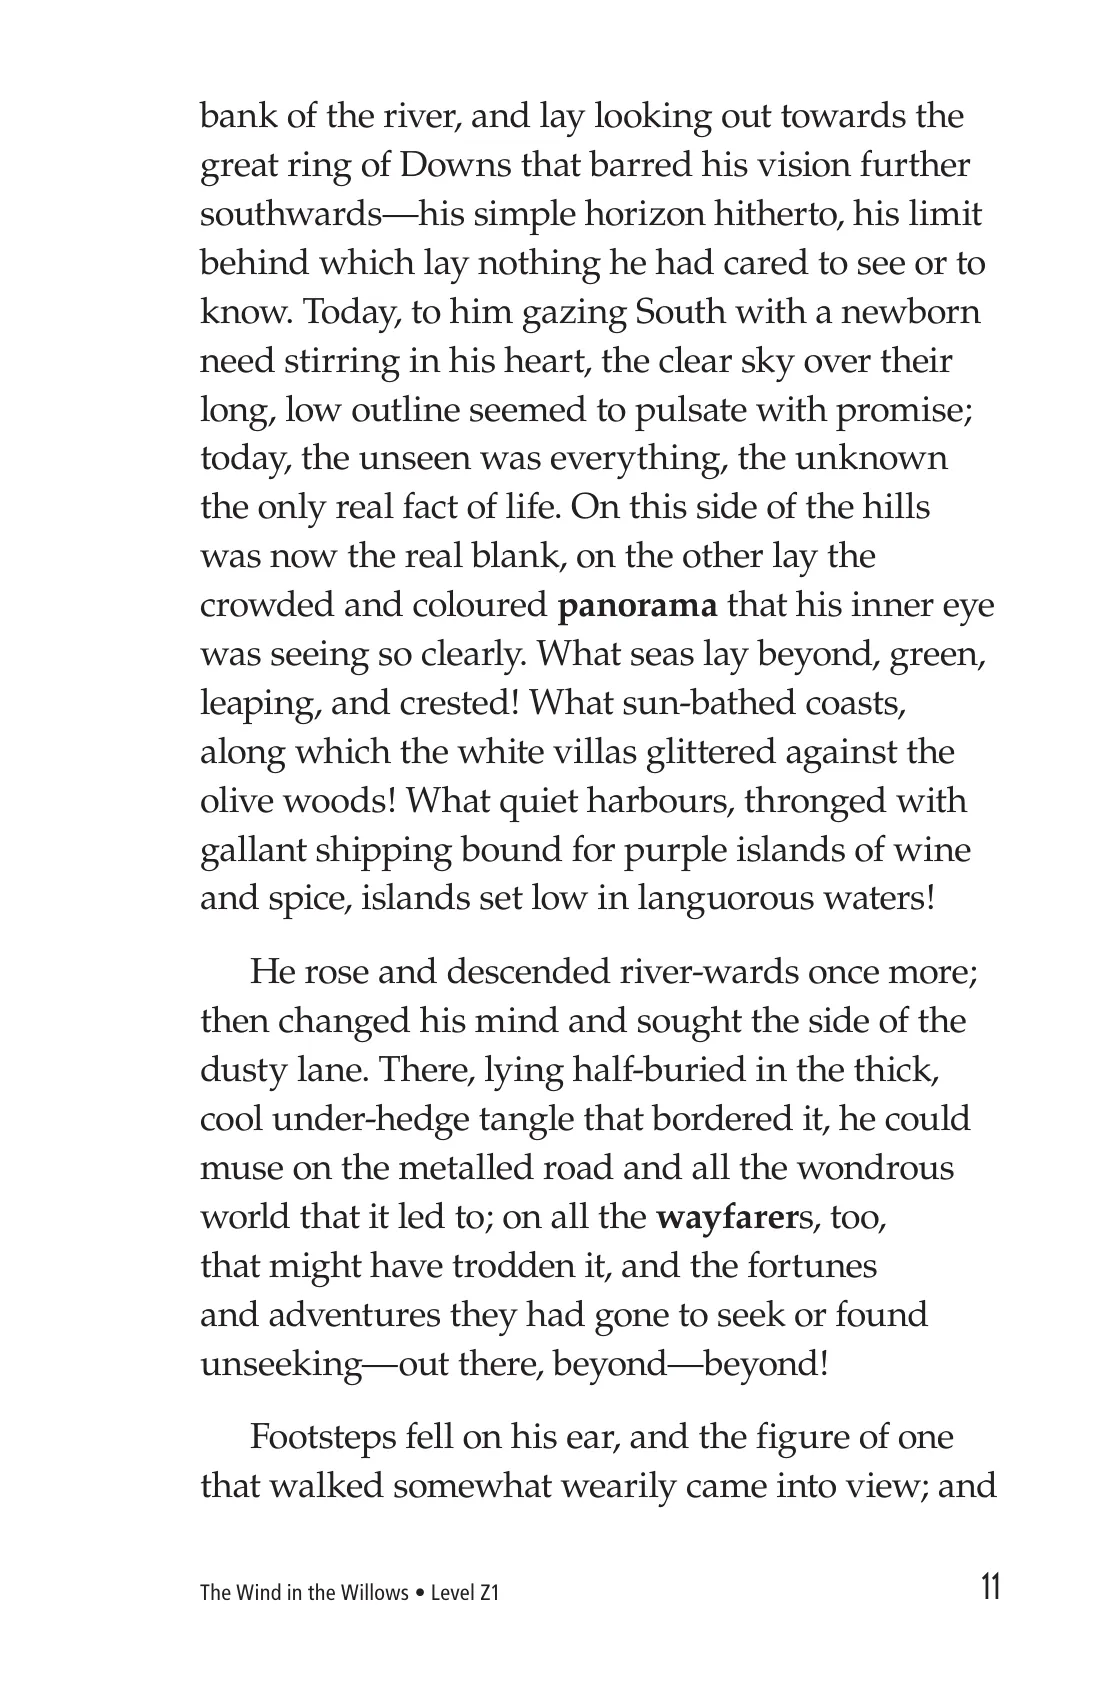 bank of the river, and lay looking out towards the
great ring of Downs that barred his vision further
southwards—his simple horizon hitherto, his limit
behind which lay nothing he had cared to see or to
know. Today, to him gazing South with a newborn
need stirring in his heart, the clear sky over their
long, low outline seemed to pulsate with promise;
today, the unseen was everything, the unknown
the only real fact of life. On this side of the hills
was now the real blank, on the other lay the
crowded and coloured panorama that his inner eye
was seeing so clearly. What seas lay beyond, green,
leaping, and crested! What sun-bathed coasts,
along which the white villas glittered against the
olive woods! What quiet harbours, thronged with
gallant shipping bound for purple islands of wine
and spice, islands set low in languorous waters!
He rose and descended river-wards once more;
then changed his mind and sought the side of the
dusty lane. There, lying half-buried in the thick,
cool under-hedge tangle that bordered it, he could
muse on the metalled road and all the wondrous
world that it led to; on all the wayfarers, too,
that might have trodden it, and the fortunes
and adventures they had gone to seek or found
unseeking—out there, beyond—beyond!
Footsteps fell on his ear, and the figure of one
that walked somewhat wearily came into view; and
The Wind in the Willows • Level Z1
11